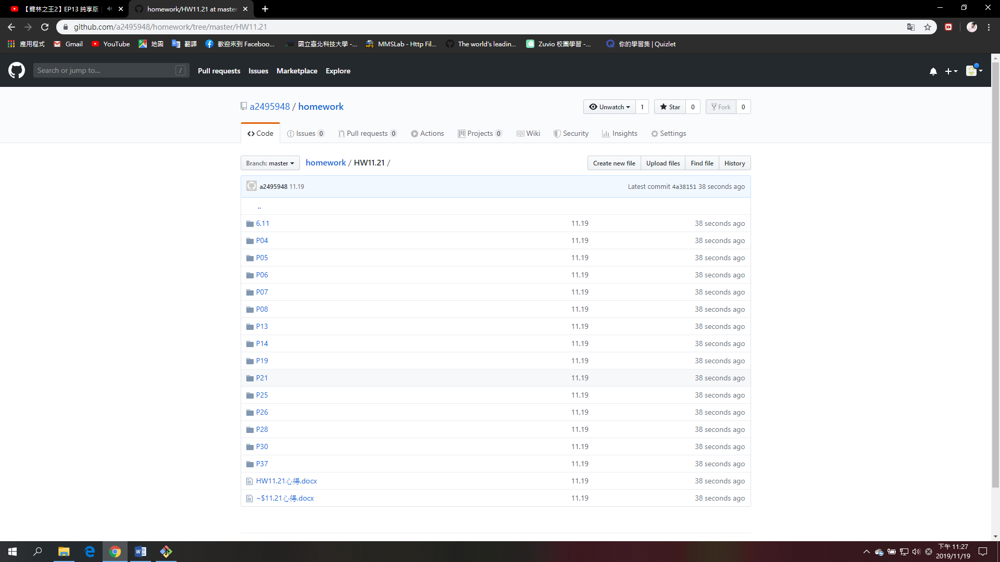 【聲林之王2】EP13 純享版
homework/HW11.21 at master
github.com/a2495948/homework/tree/master/HW11.21
應用程式 Gmail YouTube 地圖 翻譯 歡迎來到 Faceboo... 國立臺北科技大學 -... MMSLab - Http Fil... The world's leadin... Zuvio 校園學習 -... 你的學習集 | Quizlet
Search or jump to... / Pull requests Issues Marketplace Explore
a2495948 / homework
Unwatch 1 Star 0 Fork 0
Code Issues 0 Pull requests 0 Actions Projects 0 Wiki Security Insights Settings
Branch: master homework / HW11.21 / Create new file Upload files Find file History
a2495948 11.19 Latest commit 4a38151 38 seconds ago
..
6.11 11.19 38 seconds ago
P04 11.19 38 seconds ago
P05 11.19 38 seconds ago
P06 11.19 38 seconds ago
P07 11.19 38 seconds ago
P08 11.19 38 seconds ago
P13 11.19 38 seconds ago
P14 11.19 38 seconds ago
P19 11.19 38 seconds ago
P21 11.19 38 seconds ago
P25 11.19 38 seconds ago
P26 11.19 38 seconds ago
P28 11.19 38 seconds ago
P30 11.19 38 seconds ago
P37 11.19 38 seconds ago
HW11.21心得.docx 11.19 38 seconds ago
~$11.21心得.docx 11.19 38 seconds ago
下午 11:27
2019/11/19